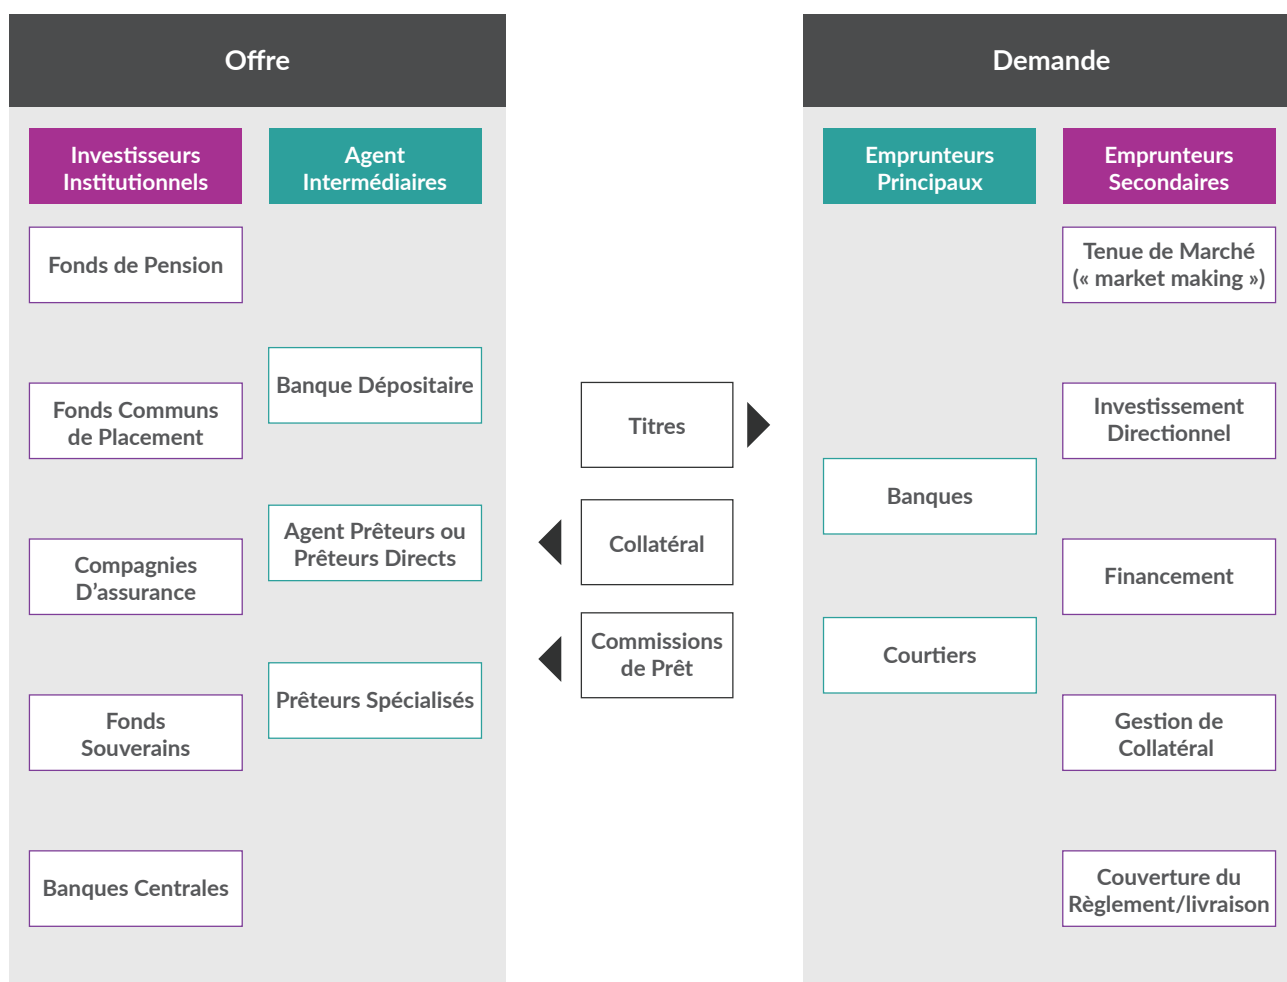 Offre
Investisseurs
Institutionnels
Agent
Intermédiaires
Fonds de Pension
Fonds Communs
de Placement
Compagnies
D’assurance
Fonds
Souverains
Banques Centrales
Banque Dépositaire
Agent Prêteurs ou
Prêteurs Directs
Prêteurs Spécialisés
Titres
Collatéral
Commissions
de Prêt
Demande
Emprunteurs
Principaux
Emprunteurs
Secondaires
Banques
Courtiers
Tenue de Marché
(« market making »)
Investissement
Directionnel
Financement
Gestion de
Collatéral
Couverture du
Règlement/livraison